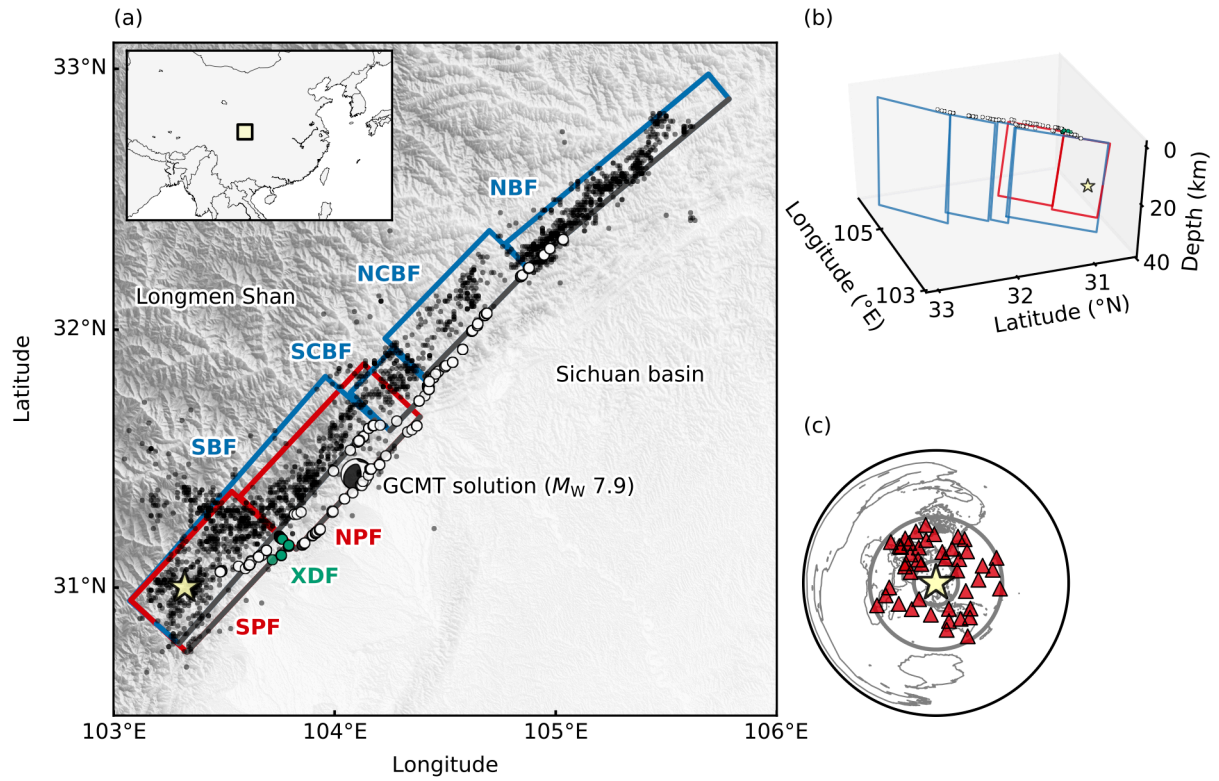 (a)
33°N
32°N
31°N
103°E
104°E
105°E
106°E
Latitude
Longitude
NBF
NCBF
Longmen Shan
SCBF
Sichuan basin
SBF
GCMT solution (MW 7.9)
NPF
XDF
SPF
(b)
0
20
40
Depth (km)
105
103
Longitude (°E)
33
32
31
Latitude (°N)
(c)